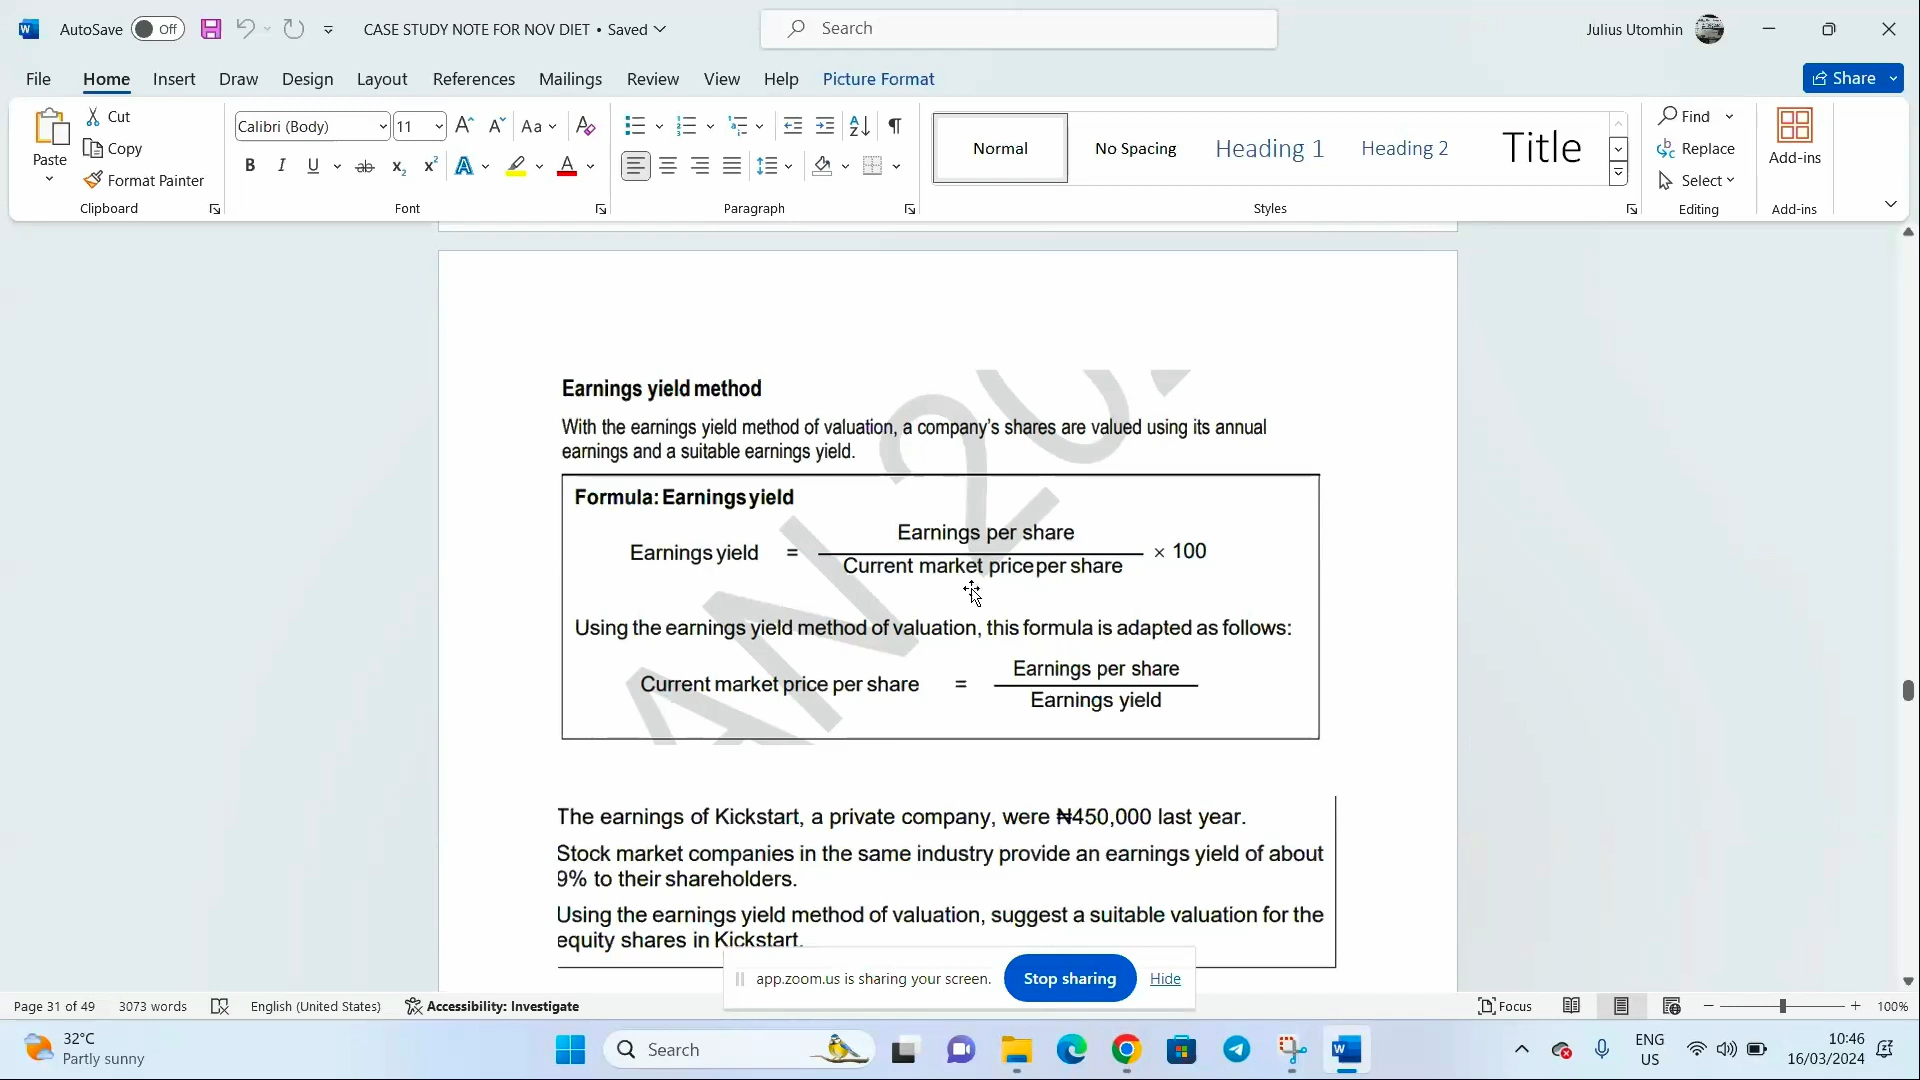 AutoSave Off CASE STUDY NOTE FOR NOV DIET • Saved Search Julius Utomhin
File Home Insert Draw Design Layout References Mailings Review View Help Picture Format Share
Paste Cut Copy Format Painter Clipboard
Calibri (Body) 11 Font
Paragraph
Normal No Spacing Heading 1 Heading 2 Title Styles
Find Replace Select Editing
Add-ins Add-ins
Earnings yield method
With the earnings yield method of valuation, a company's shares are valued using its annual
earnings and a suitable earnings yield.
Formula: Earnings yield
Earnings yield = Earnings per share
Current market price per share × 100
Using the earnings yield method of valuation, this formula is adapted as follows:
Current market price per share = Earnings per share
Earnings yield
The earnings of Kickstart, a private company, were ₦450,000 last year.
Stock market companies in the same industry provide an earnings yield of about
9% to their shareholders.
Using the earnings yield method of valuation, suggest a suitable valuation for the
equity shares in Kickstart.
app.zoom.us is sharing your screen. Stop sharing Hide
Page 31 of 49 3073 words English (United States) Accessibility: Investigate Focus 100%
32°C
Partly sunny
Search
ENG
US
10:46
16/03/2024